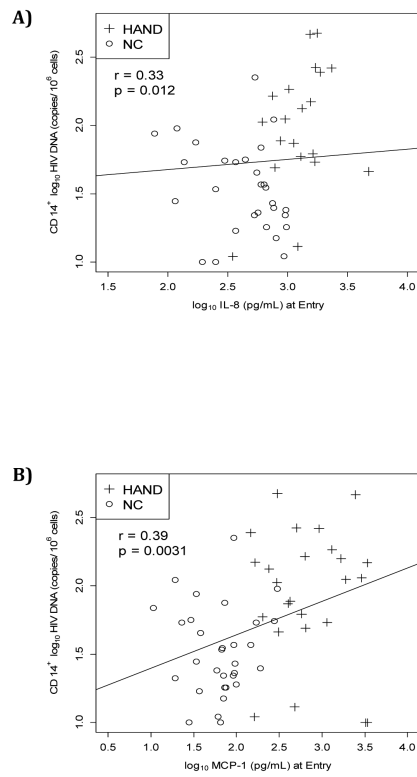 A)
+ HAND
○ NC
r = 0.33
p = 0.012
CD 14⁺ log₁₀ HIV DNA (copies/ 10⁶ cells)
2.5
2.0
1.5
1.0
1.5 2.0 2.5 3.0 3.5 4.0
log₁₀ IL-8 (pg/mL) at Entry
B)
+ HAND
○ NC
r = 0.39
p = 0.0031
CD 14⁺ log₁₀ HIV DNA (copies/ 10⁶ cells)
2.5
2.0
1.5
1.0
0.5 1.0 1.5 2.0 2.5 3.0 3.5 4.0
log₁₀ MCP-1 (pg/mL) at Entry